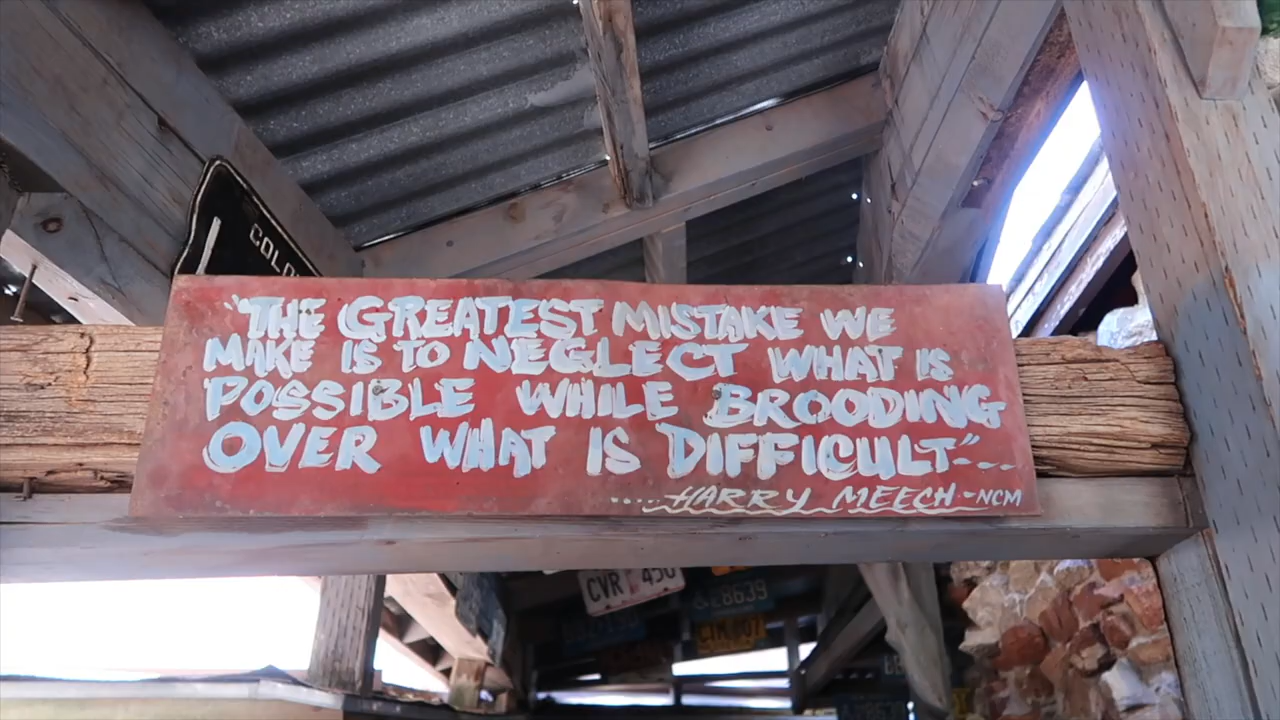 "THE GREATEST MISTAKE WE
MAKE IS TO NEGLECT WHAT IS
POSSIBLE WHILE BROODING
OVER WHAT IS DIFFICULT"---
.....HARRY MEECH-NCM
CVR 450